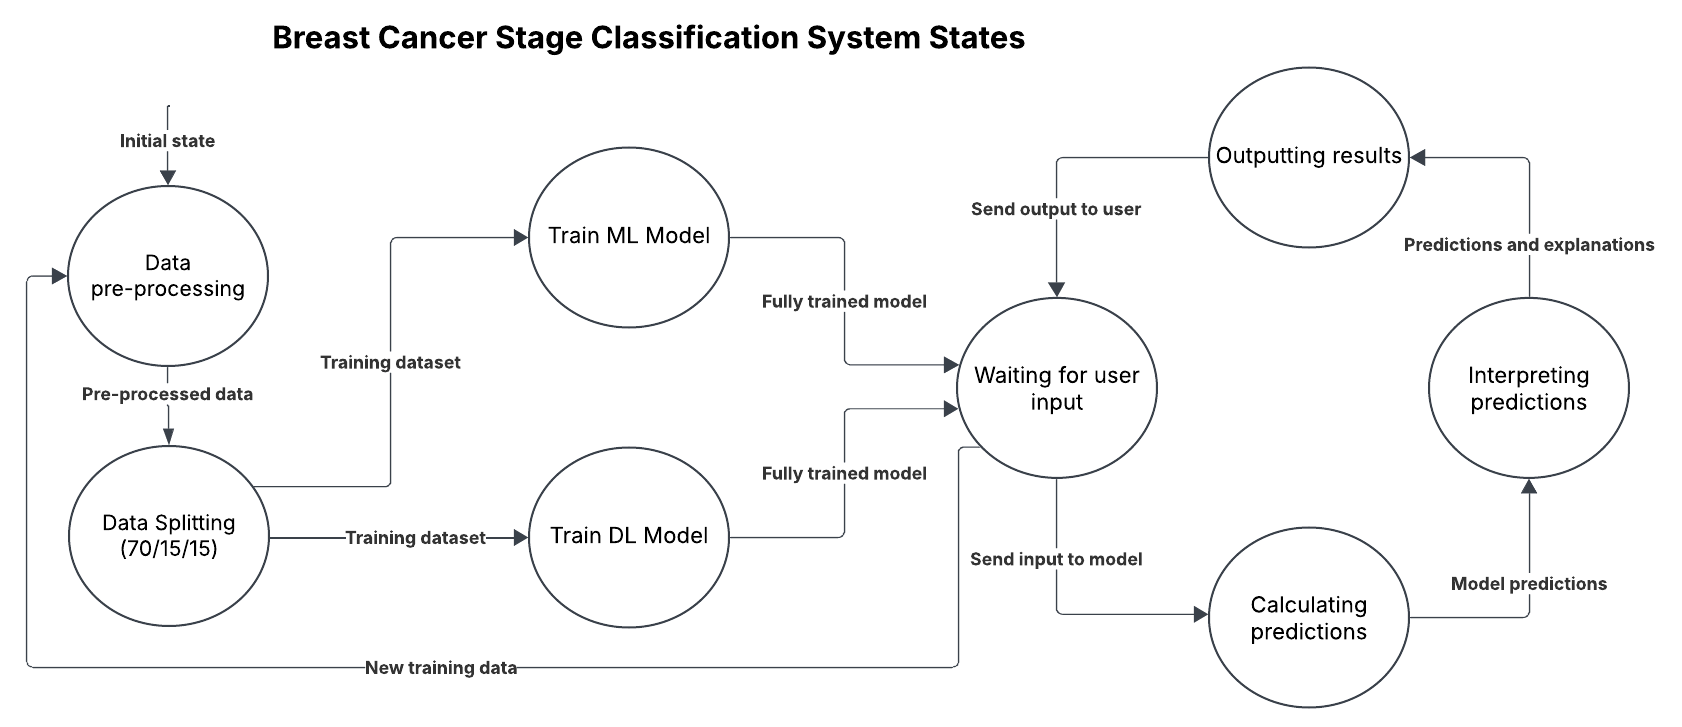 Breast Cancer Stage Classification System States
Initial state
Data
pre-processing
Pre-processed data
Data Splitting
(70/15/15)
Training dataset
Training dataset
Train ML Model
Train DL Model
Fully trained model
Fully trained model
Waiting for user
input
Send input to model
Calculating
predictions
Model predictions
Interpreting
predictions
Predictions and explanations
Outputting results
Send output to user
New training data